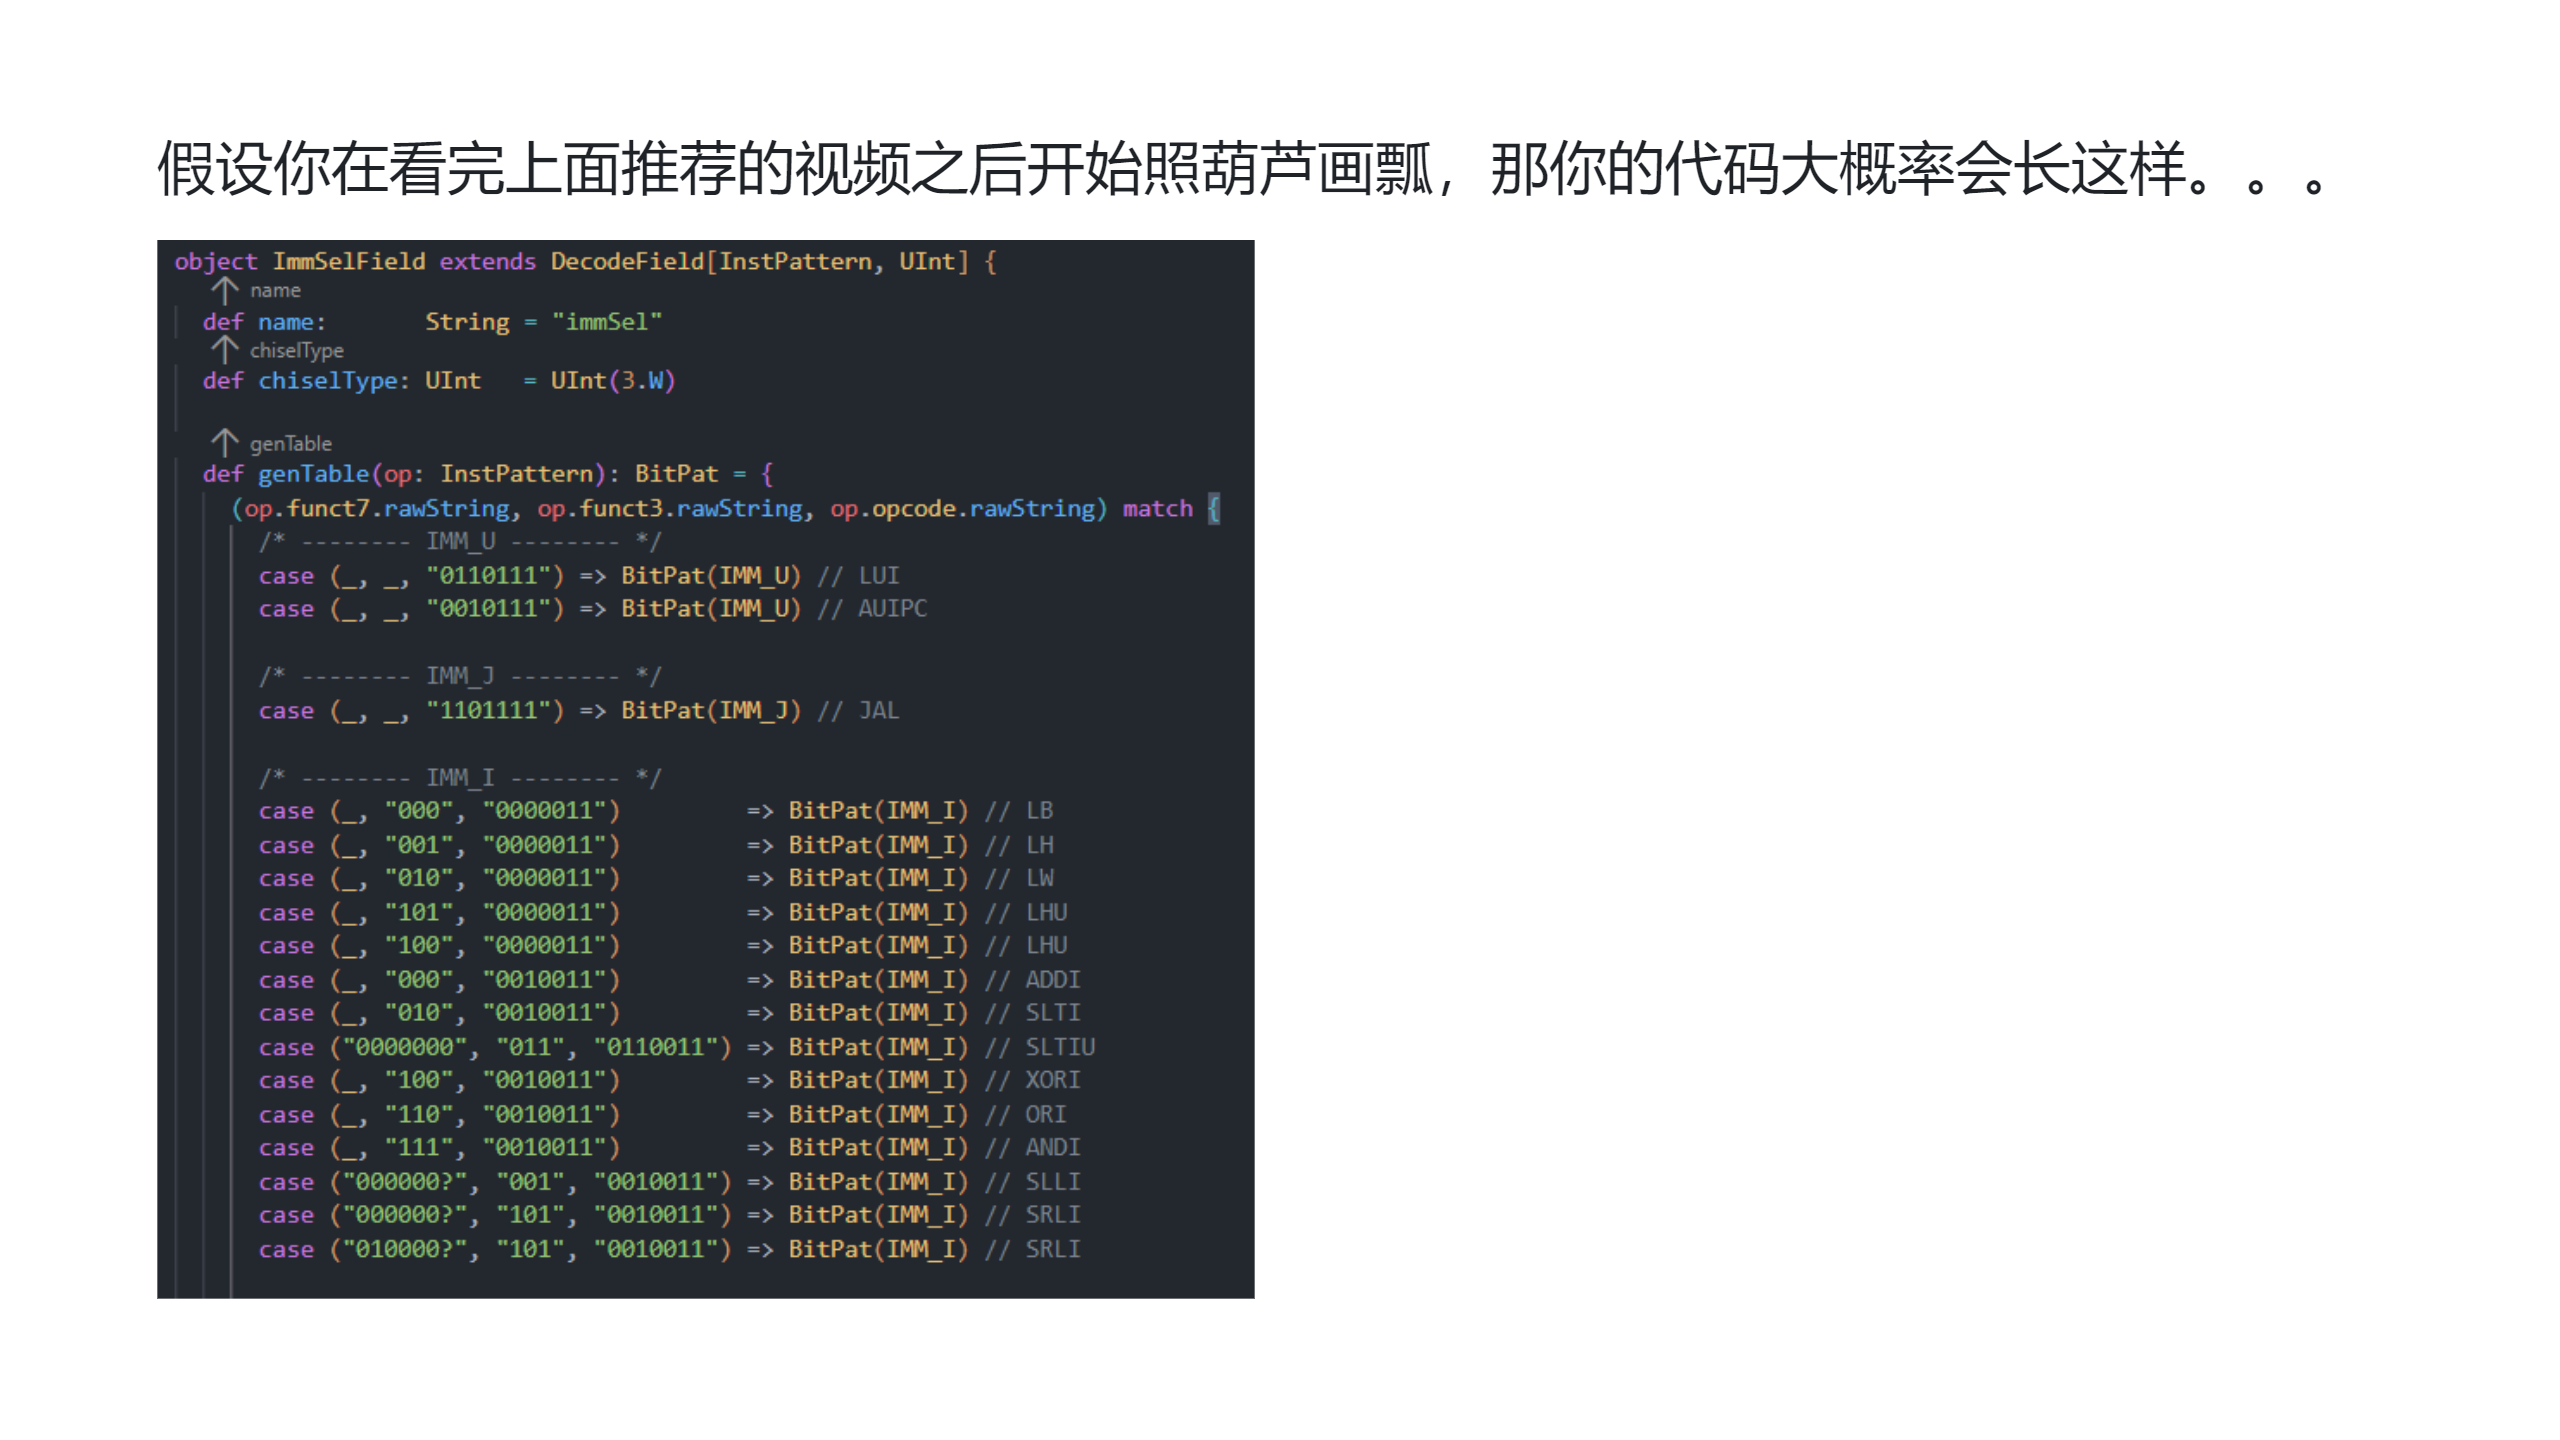 假设你在看完上面推荐的视频之后开始照葫芦画瓢，那你的代码大概率会长这样。。。
object ImmSelField extends DecodeField[InstPattern, UInt] {
↑ name
def name:       String = "immSel"
↑ chiselType
def chiselType: UInt   = UInt(3.W)
↑ genTable
def genTable(op: InstPattern): BitPat = {
(op.funct7.rawString, op.funct3.rawString, op.opcode.rawString) match {
/* -------- IMM_U -------- */
case (_, _, "0110111") => BitPat(IMM_U) // LUI
case (_, _, "0010111") => BitPat(IMM_U) // AUIPC
/* -------- IMM_J -------- */
case (_, _, "1101111") => BitPat(IMM_J) // JAL
/* -------- IMM_I -------- */
case (_, "000", "0000011")         => BitPat(IMM_I) // LB
case (_, "001", "0000011")         => BitPat(IMM_I) // LH
case (_, "010", "0000011")         => BitPat(IMM_I) // LW
case (_, "101", "0000011")         => BitPat(IMM_I) // LHU
case (_, "100", "0000011")         => BitPat(IMM_I) // LHU
case (_, "000", "0010011")         => BitPat(IMM_I) // ADDI
case (_, "010", "0010011")         => BitPat(IMM_I) // SLTI
case ("0000000", "011", "0110011") => BitPat(IMM_I) // SLTIU
case (_, "100", "0010011")         => BitPat(IMM_I) // XORI
case (_, "110", "0010011")         => BitPat(IMM_I) // ORI
case (_, "111", "0010011")         => BitPat(IMM_I) // ANDI
case ("000000?", "001", "0010011") => BitPat(IMM_I) // SLLI
case ("000000?", "101", "0010011") => BitPat(IMM_I) // SRLI
case ("010000?", "101", "0010011") => BitPat(IMM_I) // SRLI